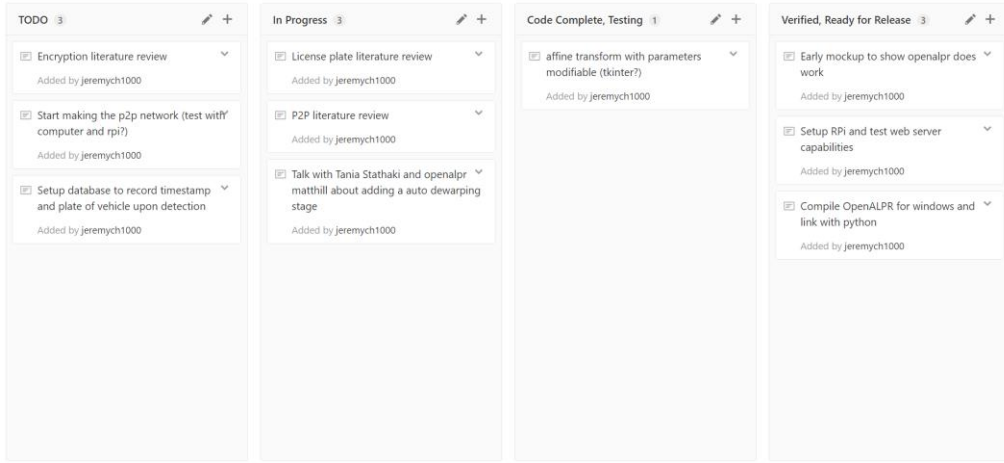 TODO 3
Encryption literature review
Added by jeremych1000
Start making the p2p network (test with
computer and rpi?)
Added by jeremych1000
Setup database to record timestamp
and plate of vehicle upon detection
Added by jeremych1000
In Progress 3
License plate literature review
Added by jeremych1000
P2P literature review
Added by jeremych1000
Talk with Tania Stathaki and openalpr
matthill about adding a auto dewarping
stage
Added by jeremych1000
Code Complete, Testing 1
affine transform with parameters
modifiable (tkinter?)
Added by jeremych1000
Verified, Ready for Release 3
Early mockup to show openalpr does
work
Added by jeremych1000
Setup RPi and test web server
capabilities
Added by jeremych1000
Compile OpenALPR for windows and
link with python
Added by jeremych1000